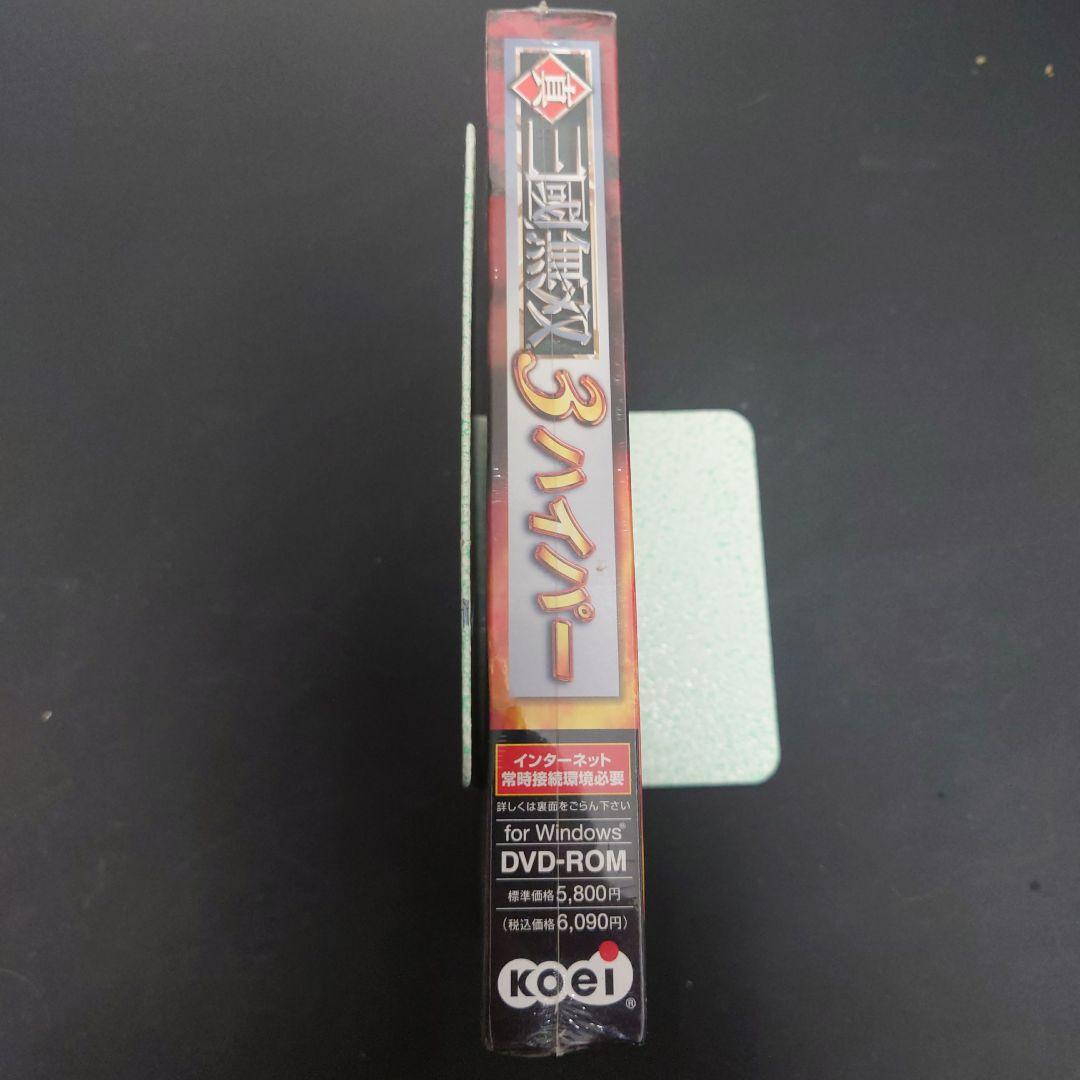 真・三國無双3ハイパー
インターネット
常時接続環境必要
詳しくは裏面をごらん下さい
for Windows®
DVD-ROM
標準価格5,800円
(税込価格6,090円)
KOEI®